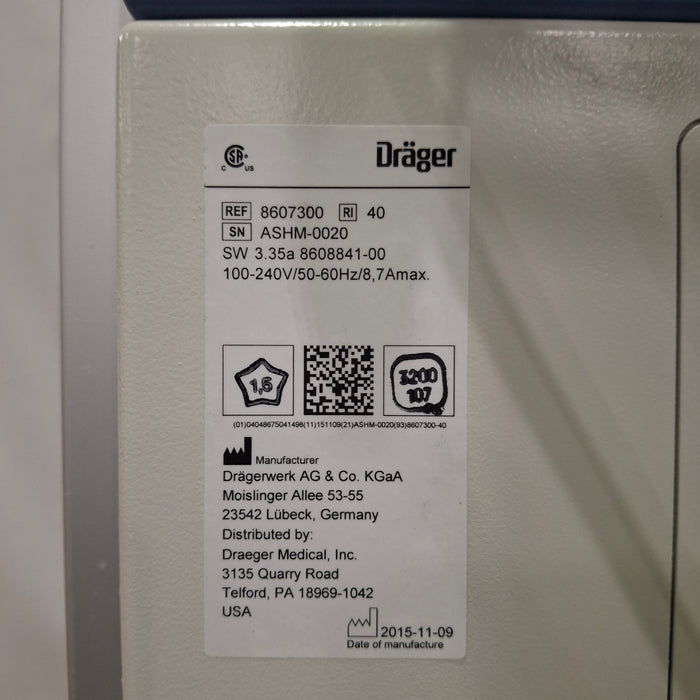 CSA®
C US
Dräger
REF 8607300 RI 40
SN ASHM-0020
SW 3.35a 8608841-00
100-240V/50-60Hz/8,7Amax.
1,5
3200
107
(01)04048675041498(11)151109(21)ASHM-0020(93)8607300-40
Manufacturer
Drägerwerk AG & Co. KGaA
Moislinger Allee 53-55
23542 Lübeck, Germany
Distributed by:
Draeger Medical, Inc.
3135 Quarry Road
Telford, PA 18969-1042
USA
2015-11-09
Date of manufacture